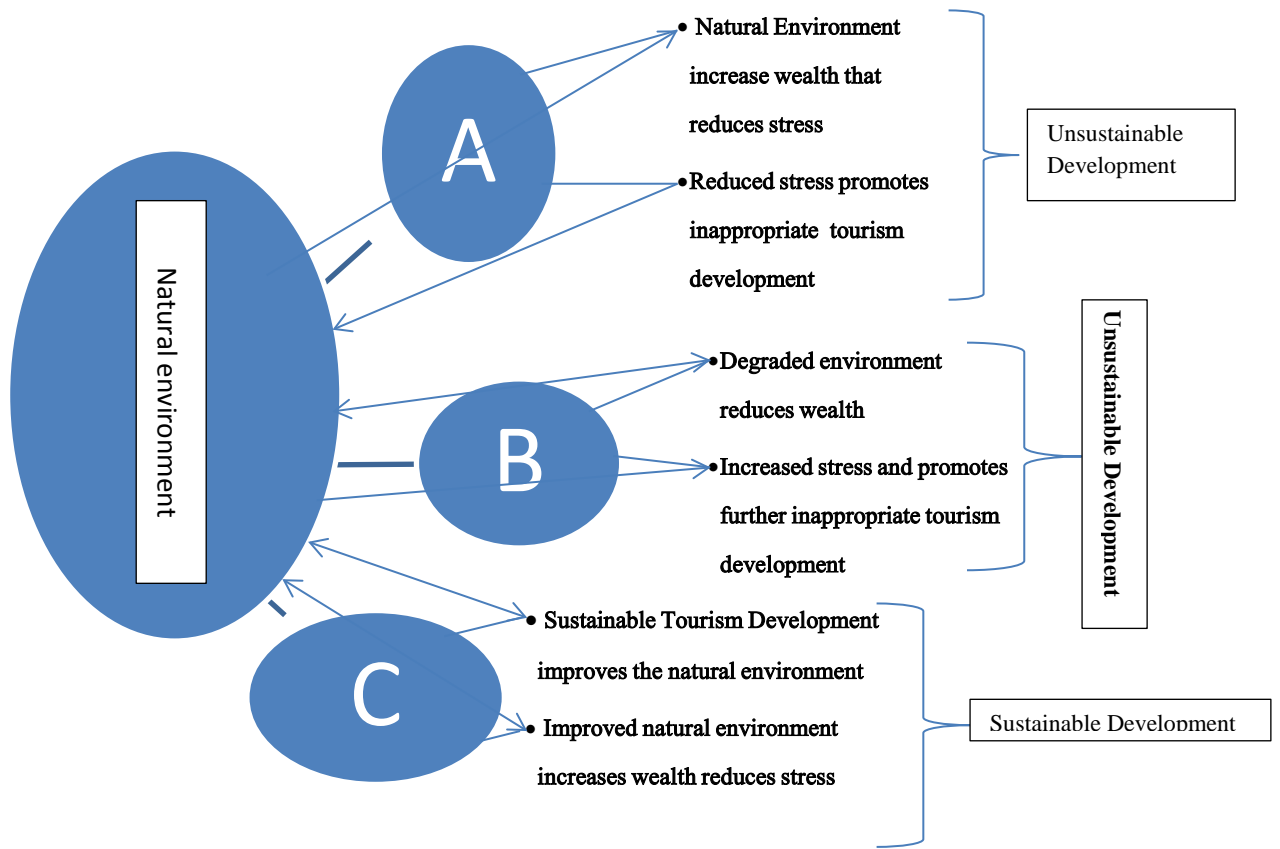 Natural environment
A
• Natural Environment
increase wealth that
reduces stress
• Reduced stress promotes
inappropriate tourism
development
Unsustainable
Development
B
• Degraded environment
reduces wealth
• Increased stress and promotes
further inappropriate tourism
development
Unsustainable Development
C
• Sustainable Tourism Development
improves the natural environment
• Improved natural environment
increases wealth reduces stress
Sustainable Development